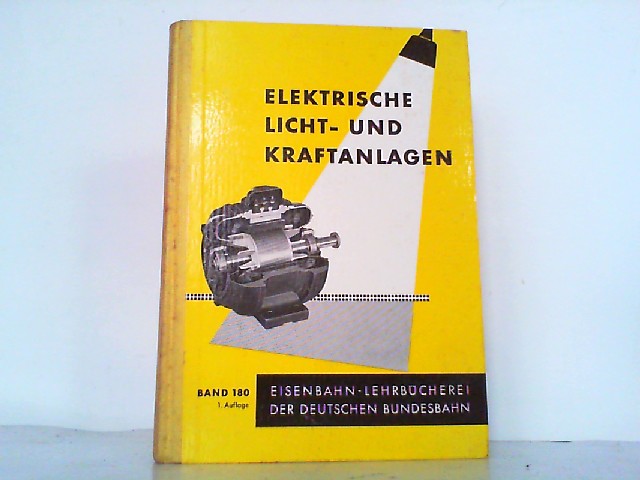 ELEKTRISCHE
LICHT- UND
KRAFTANLAGEN
BAND 180
1. Auflage
EISENBAHN-LEHRBÜCHEREI
DER DEUTSCHEN BUNDESBAHN